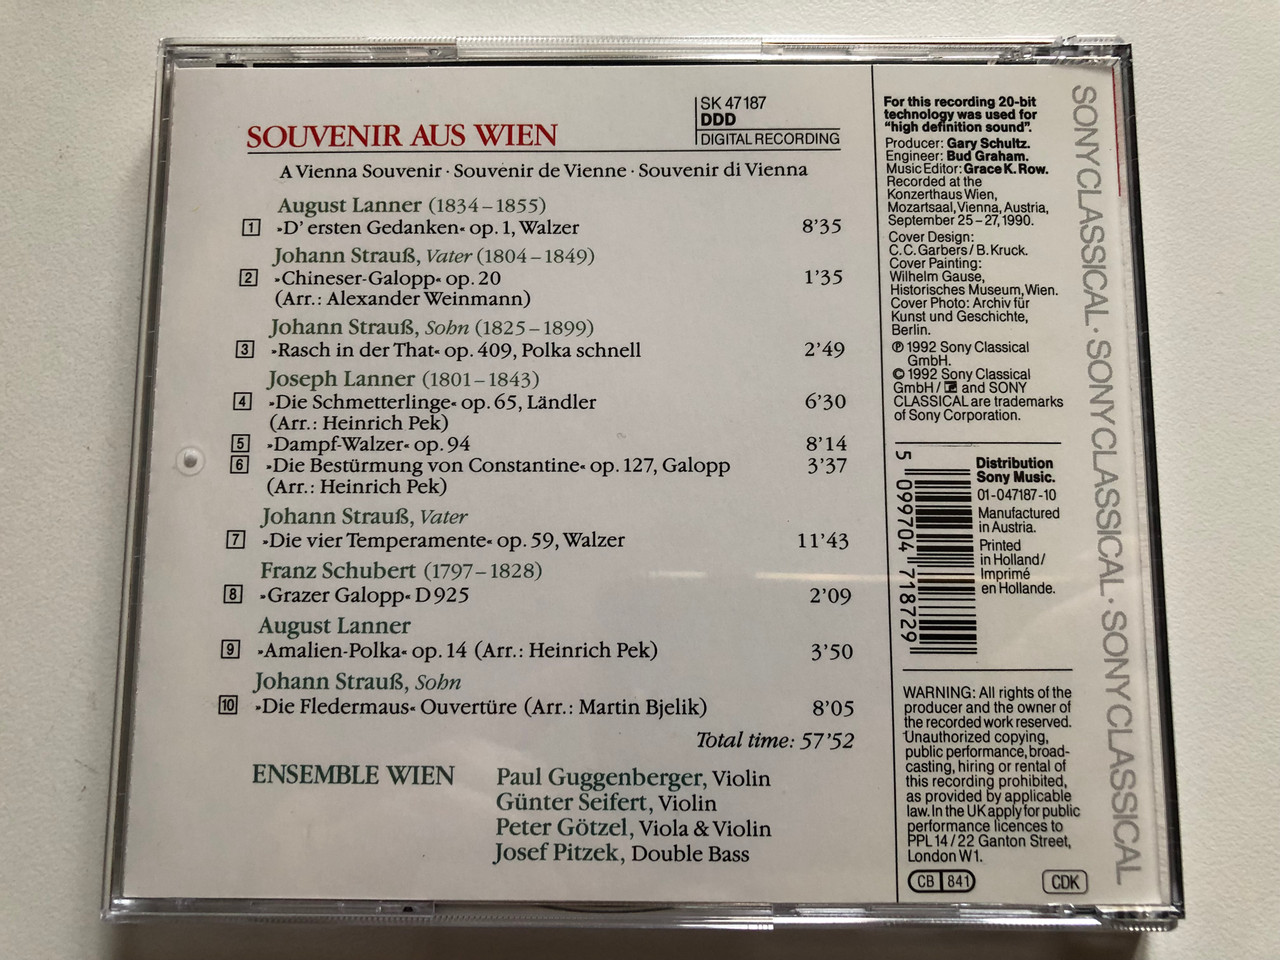 SK 47187
DDD
DIGITAL RECORDING
SOUVENIR AUS WIEN
A Vienna Souvenir · Souvenir de Vienne · Souvenir di Vienna
August Lanner (1834–1855)
1 »D' ersten Gedanken« op. 1, Walzer 8'35
Johann Strauß, Vater (1804–1849)
2 »Chineser-Galopp« op. 20 1'35
(Arr.: Alexander Weinmann)
Johann Strauß, Sohn (1825–1899)
3 »Rasch in der That« op. 409, Polka schnell 2'49
Joseph Lanner (1801–1843)
4 »Die Schmetterlinge« op. 65, Ländler 6'30
(Arr.: Heinrich Pek)
5 »Dampf-Walzer« op. 94 8'14
6 »Die Bestürmung von Constantine« op. 127, Galopp 3'37
(Arr.: Heinrich Pek)
Johann Strauß, Vater
7 »Die vier Temperamente« op. 59, Walzer 11'43
Franz Schubert (1797–1828)
8 »Grazer Galopp« D 925 2'09
August Lanner
9 »Amalien-Polka« op. 14 (Arr.: Heinrich Pek) 3'50
Johann Strauß, Sohn
10 »Die Fledermaus« Ouvertüre (Arr.: Martin Bjelik) 8'05
Total time: 57'52
ENSEMBLE WIEN
Paul Guggenberger, Violin
Günter Seifert, Violin
Peter Götzel, Viola & Violin
Josef Pitzek, Double Bass
For this recording 20-bit
technology was used for
"high definition sound".
Producer: Gary Schultz.
Engineer: Bud Graham.
Music Editor: Grace K. Row.
Recorded at the
Konzerthaus Wien,
Mozartsaal, Vienna, Austria,
September 25–27, 1990.
Cover Design:
C. C. Garbers / B. Kruck.
Cover Painting:
Wilhelm Gause,
Historisches Museum, Wien.
Cover Photo: Archiv für
Kunst und Geschichte,
Berlin.
℗ 1992 Sony Classical
GmbH.
© 1992 Sony Classical
GmbH / and SONY
CLASSICAL are trademarks
of Sony Corporation.
5 099704 718729
Distribution
Sony Music.
01-047187-10
Manufactured
in Austria.
Printed
in Holland /
Imprimé
en Hollande.
WARNING: All rights of the
producer and the owner of
the recorded work reserved.
Unauthorized copying,
public performance, broad-
casting, hiring or rental of
this recording prohibited,
as provided by applicable
law. In the UK apply for public
performance licences to
PPL 14 / 22 Ganton Street,
London W1.
CB 841
CDK
SONY CLASSICAL · SONY CLASSICAL · SONY CLASSICAL